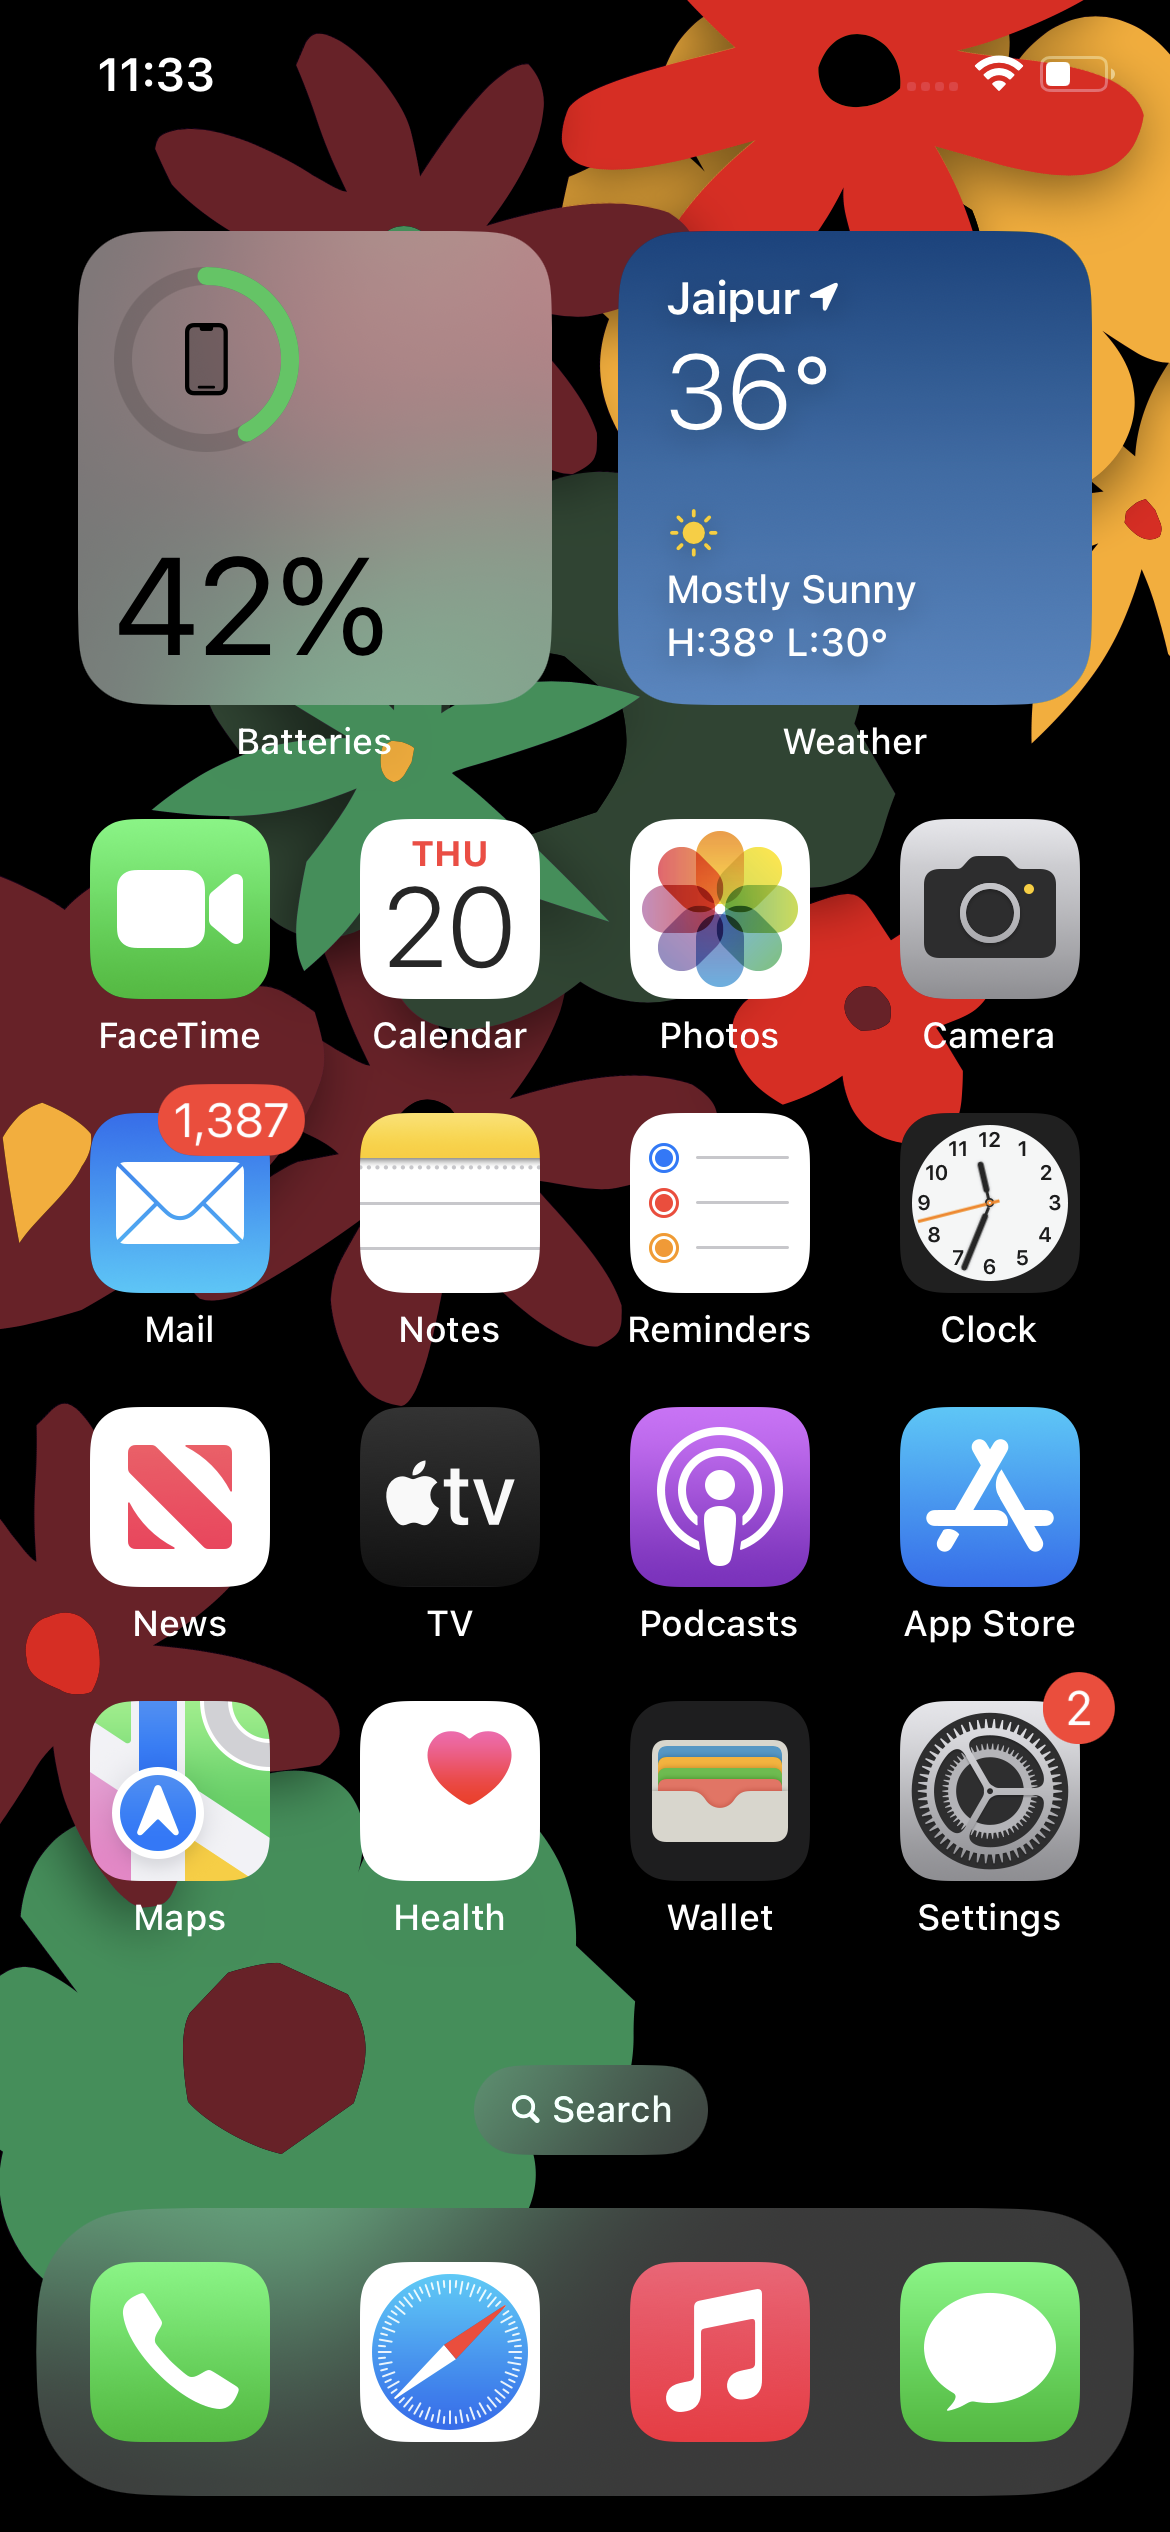 11:33
Jaipur
36°
42%
Mostly Sunny
H:38° L:30°
Batteries
Weather
THU
20
FaceTime
Calendar
Photos
Camera
1,387
12
11
1
10
2
9
3
8
4
7
5
6
Mail
Notes
Reminders
Clock
tv
News
TV
Podcasts
App Store
2
Maps
Health
Wallet
Settings
Search